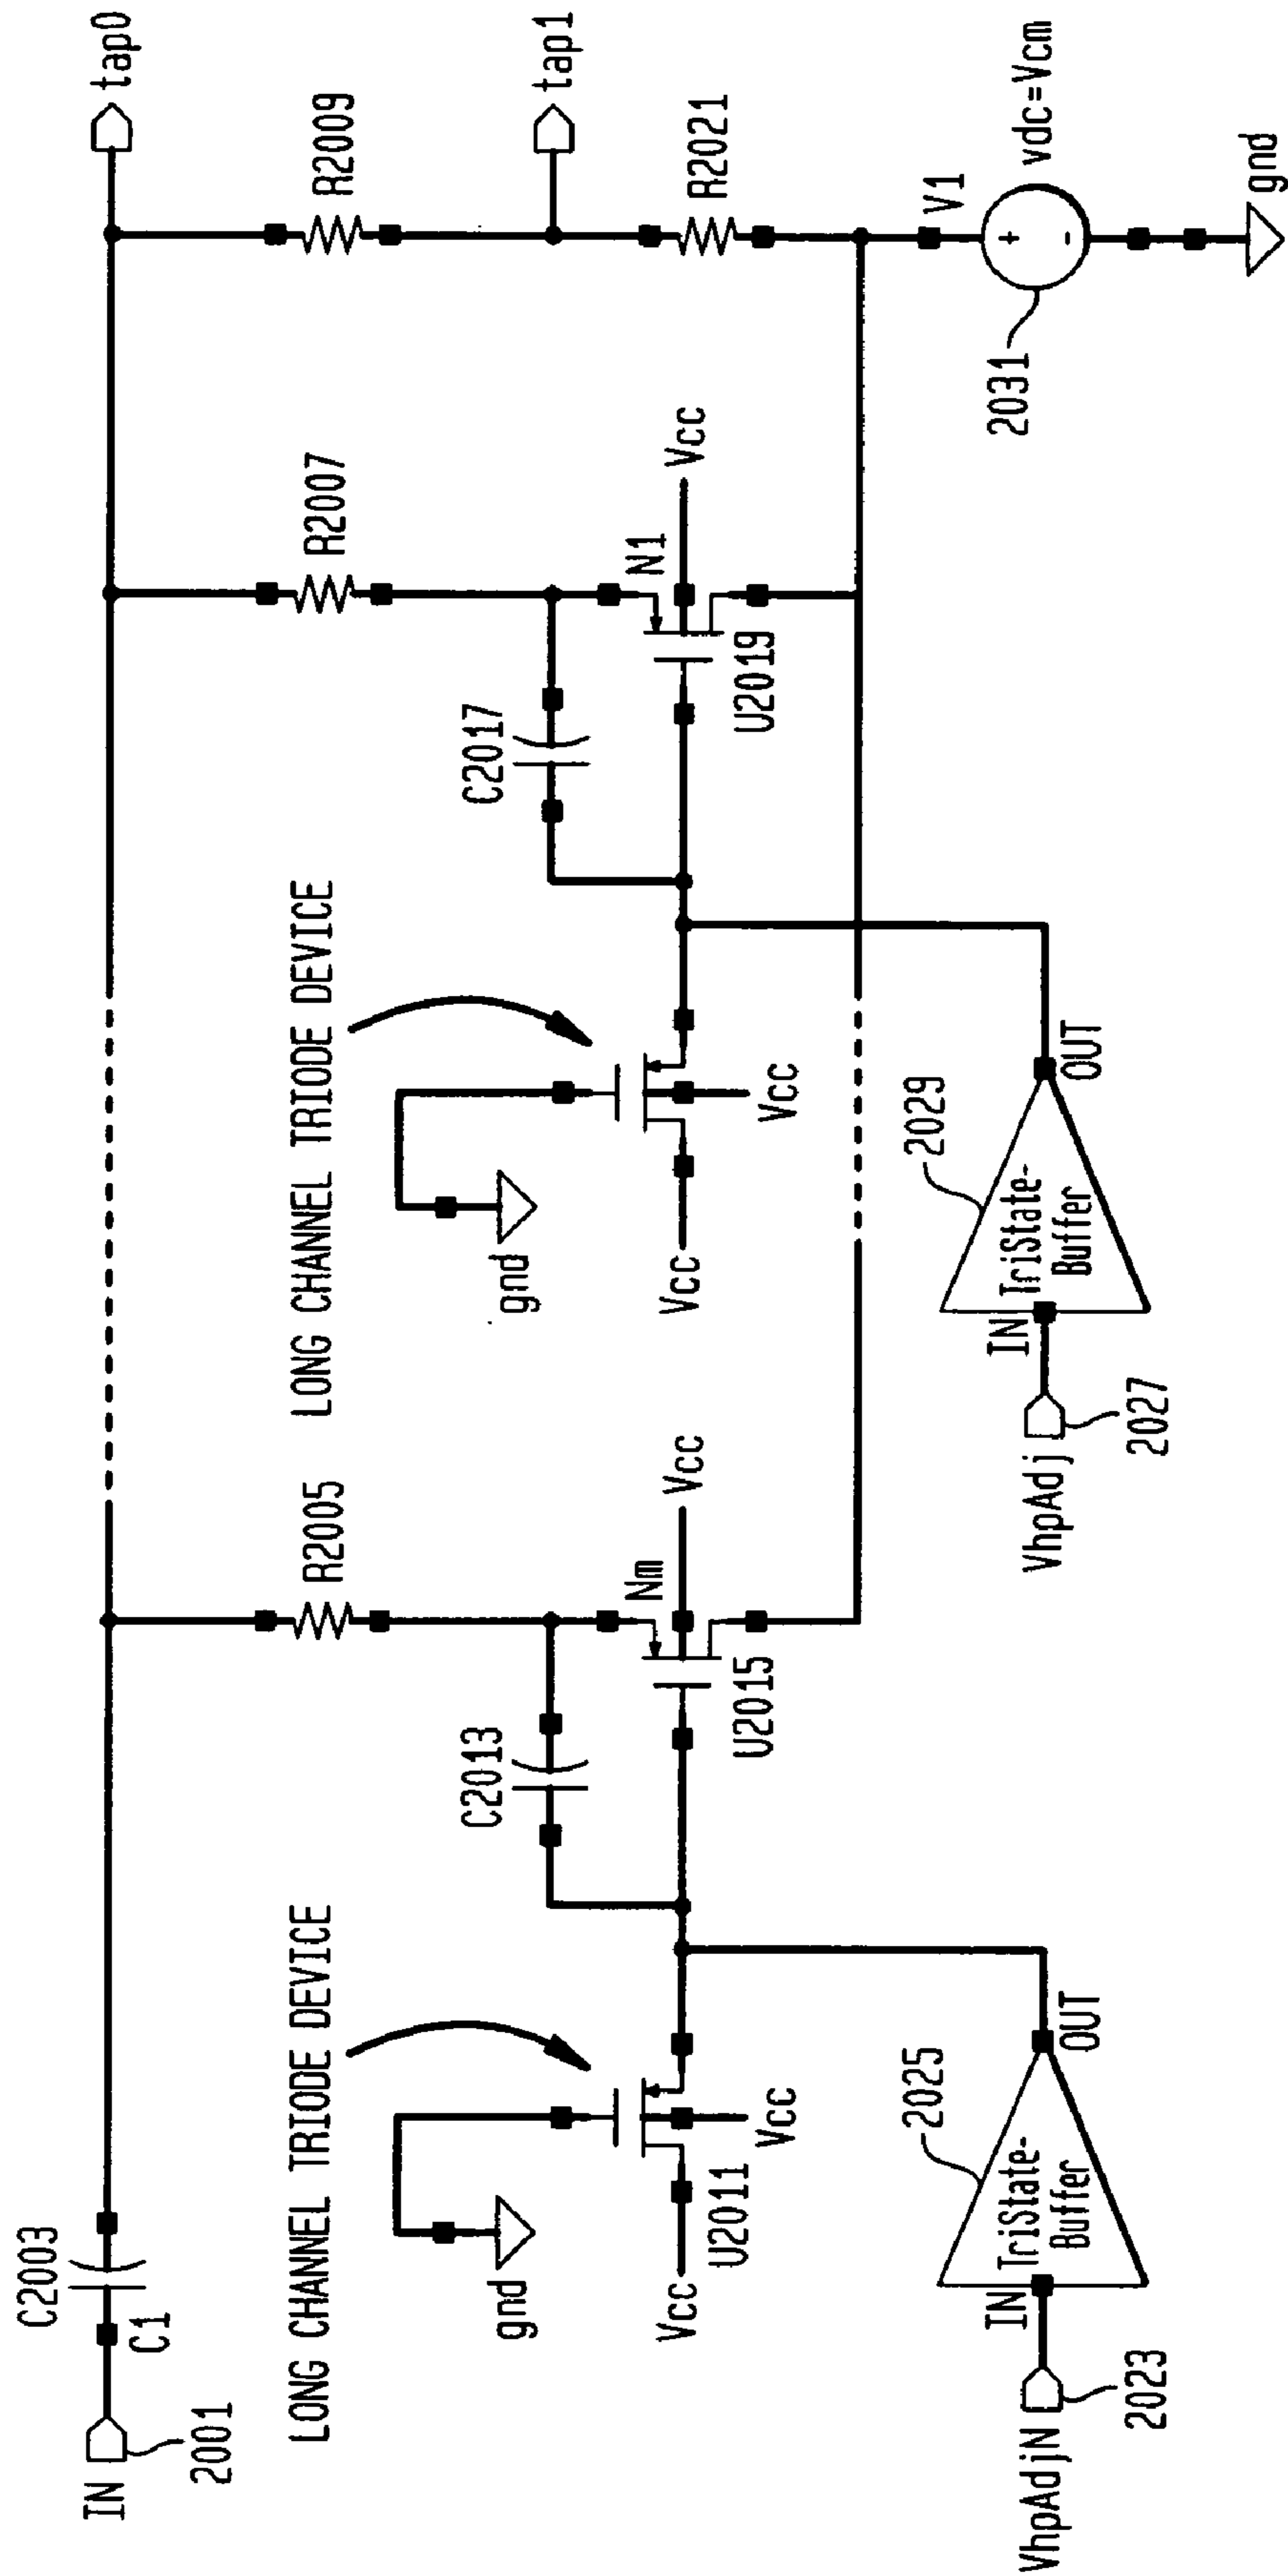 IN
2001
C1
C2003
tap0
LONG CHANNEL TRIODE DEVICE
gnd
Vcc
U2011
Vcc
C2013
R2005
Nm
U2015
Vcc
LONG CHANNEL TRIODE DEVICE
gnd
Vcc
Vcc
C2017
R2007
N1
U2019
Vcc
R2009
tap1
R2021
VhpAdjN
2023
IN
TriState-
Buffer
2025
OUT
VhpAdj
2027
IN
TriState-
Buffer
2029
OUT
V1
+
-
vdc=Vcm
2031
gnd